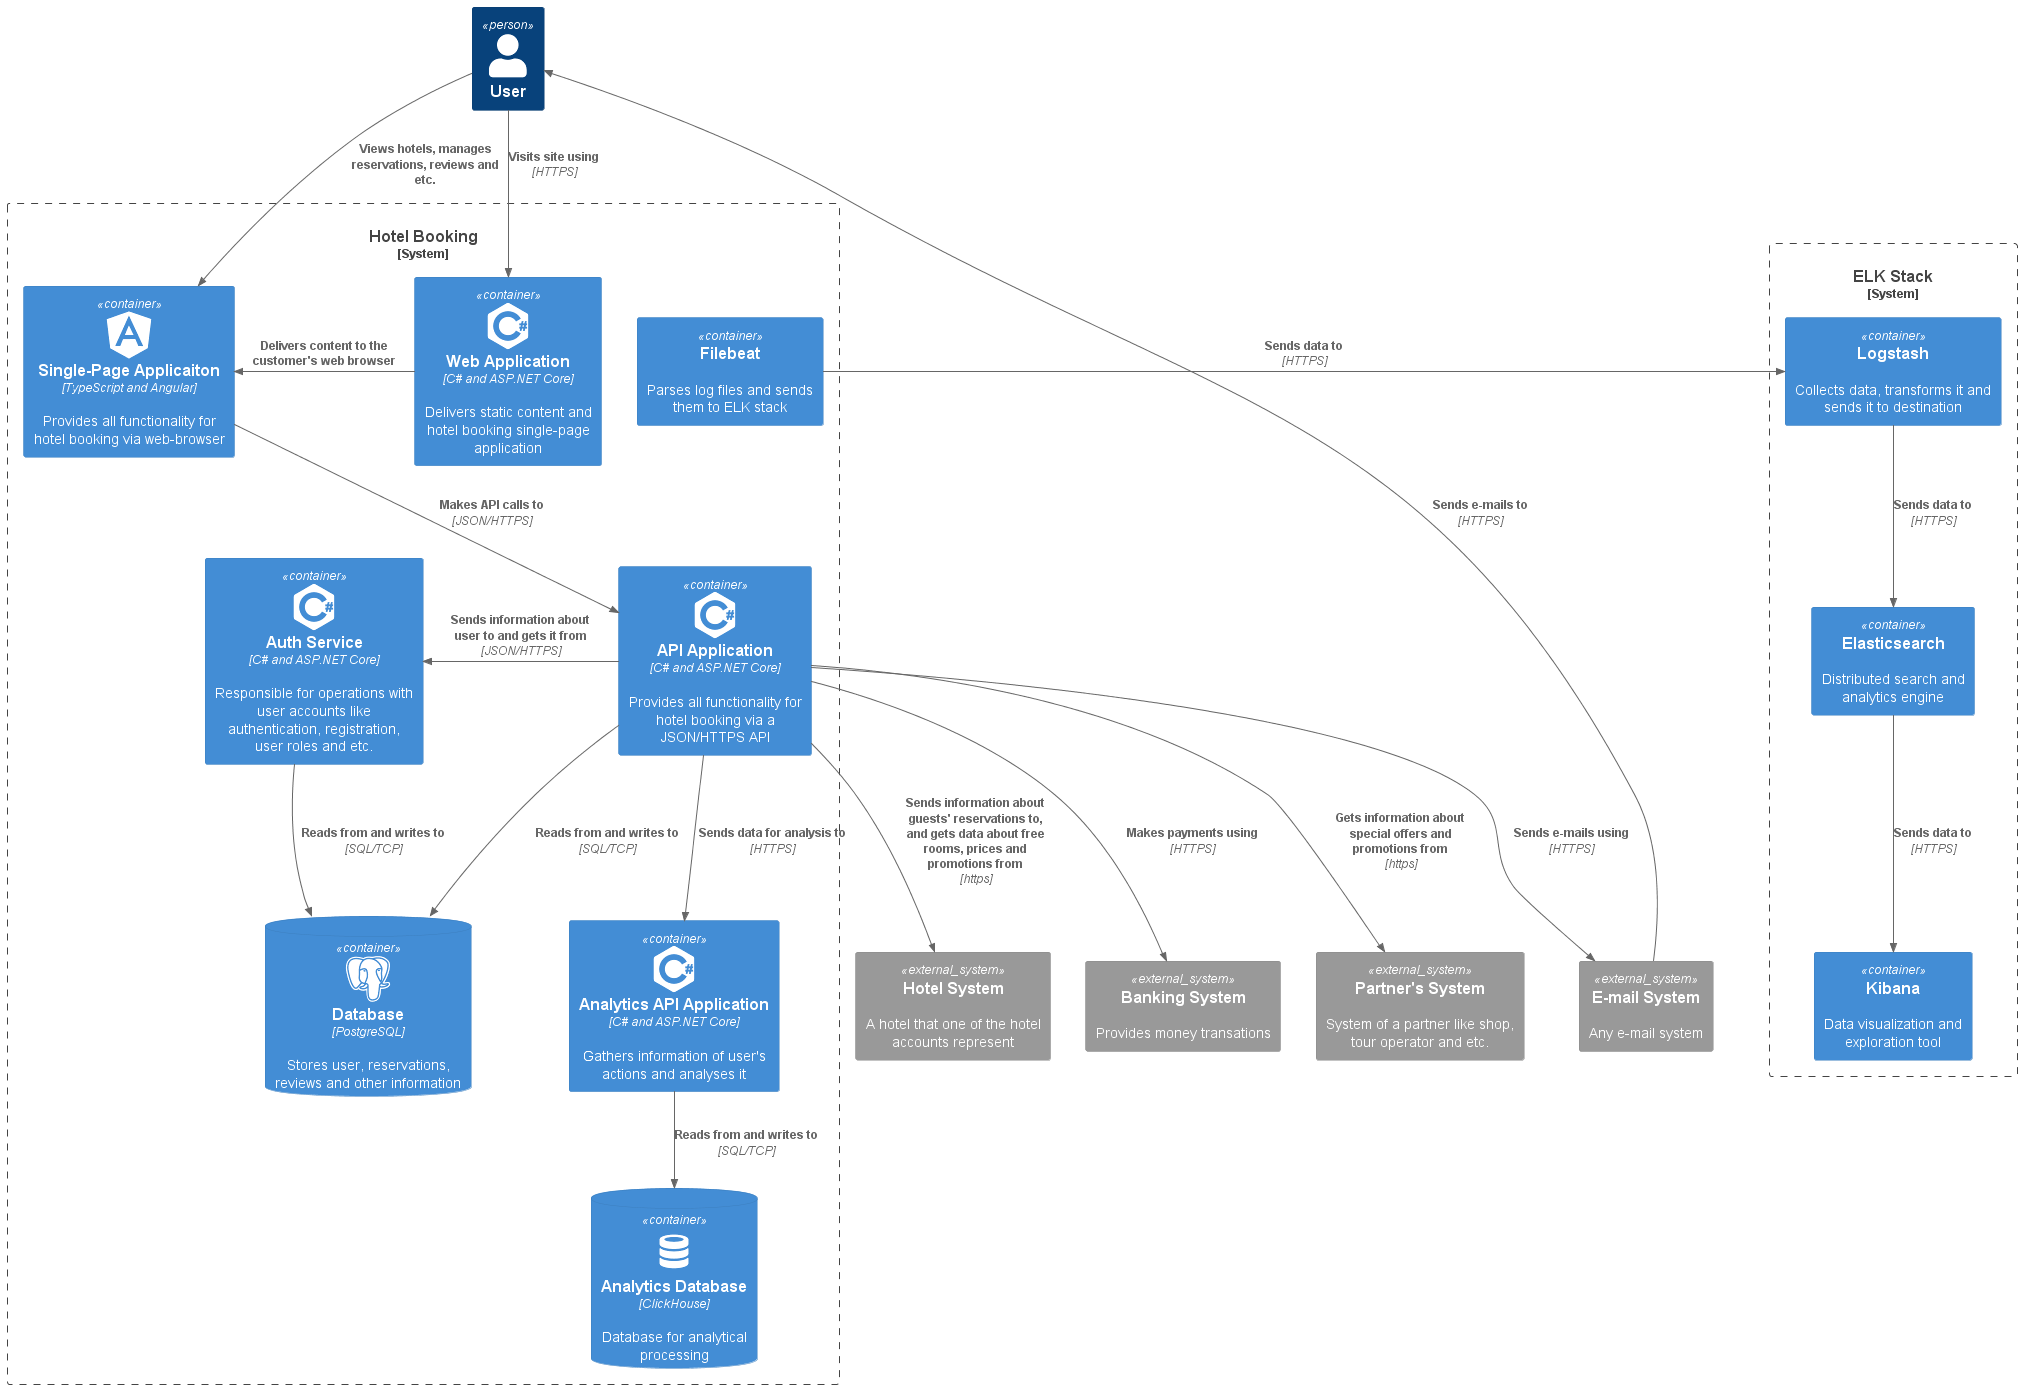 «person»
User
Views hotels, manages
reservations, reviews and
etc.
Visits site using
[HTTPS]
Hotel Booking
[System]
«container»
Single-Page Applicaiton
[TypeScript and Angular]
Provides all functionality for
hotel booking via web-browser
Delivers content to the
customer's web browser
«container»
Web Application
[C# and ASP.NET Core]
Delivers static content and
hotel booking single-page
application
«container»
Filebeat
Parses log files and sends
them to ELK stack
Sends data to
[HTTPS]
ELK Stack
[System]
«container»
Logstash
Collects data, transforms it and
sends it to destination
Makes API calls to
[JSON/HTTPS]
Sends e-mails to
[HTTPS]
Sends data to
[HTTPS]
«container»
Auth Service
[C# and ASP.NET Core]
Responsible for operations with
user accounts like
authentication, registration,
user roles and etc.
Sends information about
user to and gets it from
[JSON/HTTPS]
«container»
API Application
[C# and ASP.NET Core]
Provides all functionality for
hotel booking via a
JSON/HTTPS API
«container»
Elasticsearch
Distributed search and
analytics engine
Reads from and writes to
[SQL/TCP]
Reads from and writes to
[SQL/TCP]
Sends data for analysis to
[HTTPS]
Sends information about
guests' reservations to,
and gets data about free
rooms, prices and
promotions from
[https]
Makes payments using
[HTTPS]
Gets information about
special offers and
promotions from
[https]
Sends e-mails using
[HTTPS]
Sends data to
[HTTPS]
«container»
Database
[PostgreSQL]
Stores user, reservations,
reviews and other information
«container»
Analytics API Application
[C# and ASP.NET Core]
Gathers information of user's
actions and analyses it
«external_system»
Hotel System
A hotel that one of the hotel
accounts represent
«external_system»
Banking System
Provides money transations
«external_system»
Partner's System
System of a partner like shop,
tour operator and etc.
«external_system»
E-mail System
Any e-mail system
«container»
Kibana
Data visualization and
exploration tool
Reads from and writes to
[SQL/TCP]
«container»
Analytics Database
[ClickHouse]
Database for analytical
processing